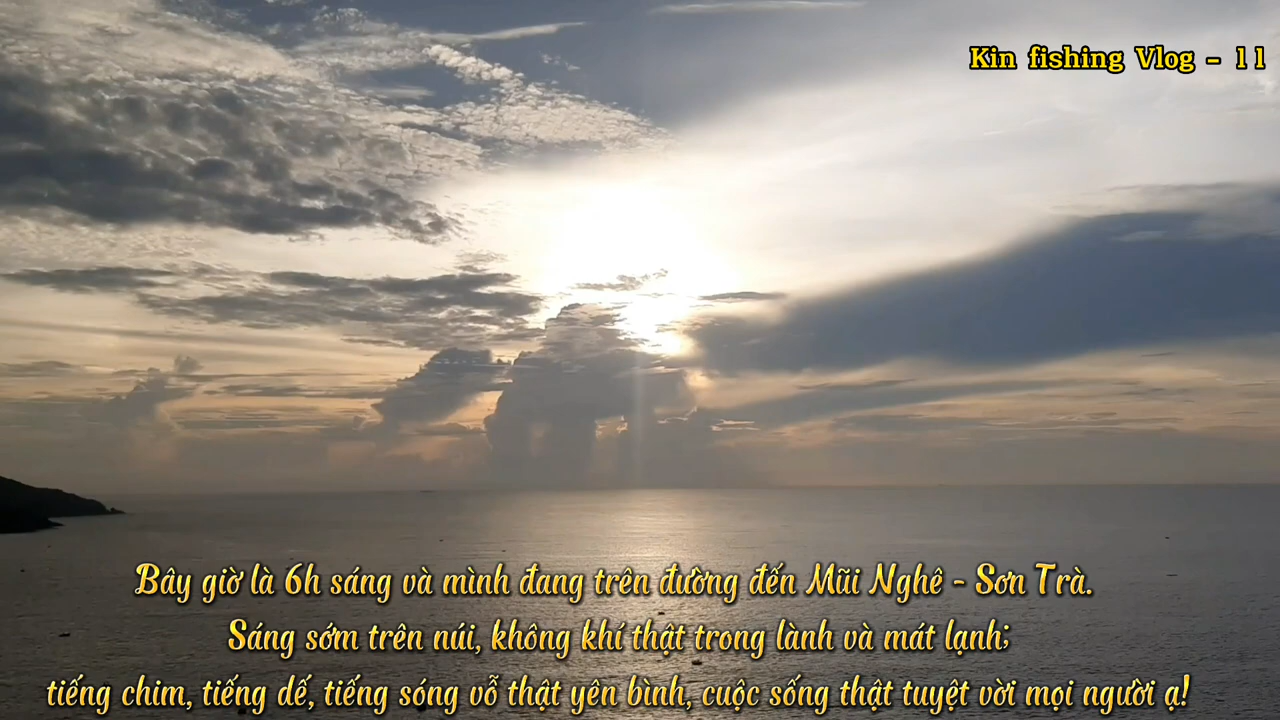 Kin fishing Vlog - 11
Bây giờ là 6h sáng và mình đang trên đường đến Mũi Nghê - Sơn Trà.
Sáng sớm trên núi, không khí thật trong lành và mát lạnh;
tiếng chim, tiếng dế, tiếng sóng vỗ thật yên bình, cuộc sống thật tuyệt vời mọi người ạ!